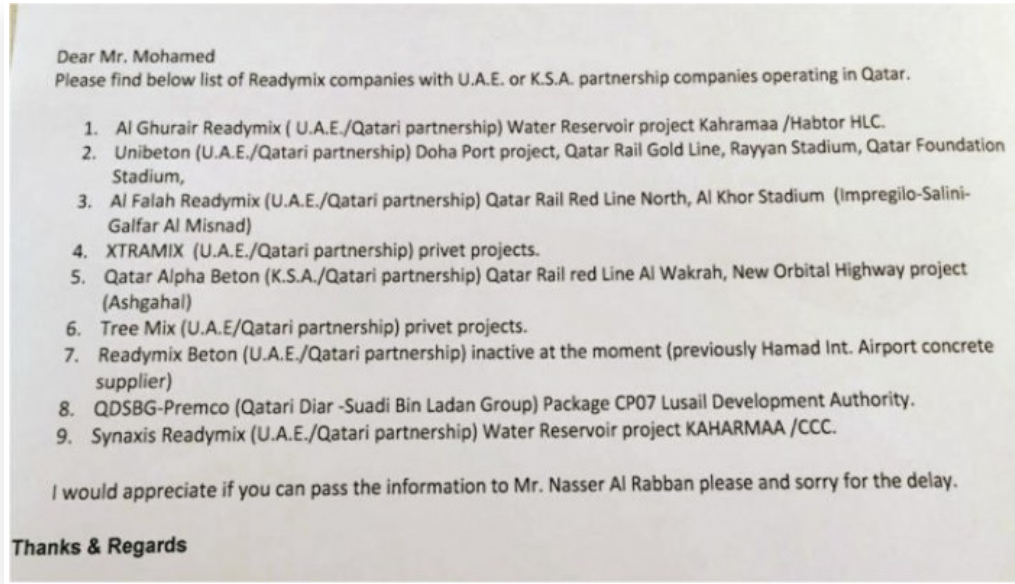 Dear Mr. Mohamed
Please find below list of Readymix companies with U.A.E. or K.S.A. partnership companies operating in Qatar.
1. Al Ghurair Readymix ( U.A.E./Qatari partnership) Water Reservoir project Kahramaa /Habtor HLC.
2. Unibeton (U.A.E./Qatari partnership) Doha Port project, Qatar Rail Gold Line, Rayyan Stadium, Qatar Foundation
Stadium,
3. Al Falah Readymix (U.A.E./Qatari partnership) Qatar Rail Red Line North, Al Khor Stadium (Impregilo-Salini-
Galfar Al Misnad)
4. XTRAMIX (U.A.E./Qatari partnership) privet projects.
5. Qatar Alpha Beton (K.S.A./Qatari partnership) Qatar Rail red Line Al Wakrah, New Orbital Highway project
(Ashgahal)
6. Tree Mix (U.A.E/Qatari partnership) privet projects.
7. Readymix Beton (U.A.E./Qatari partnership) inactive at the moment (previously Hamad Int. Airport concrete
supplier)
8. QDSBG-Premco (Qatari Diar -Suadi Bin Ladan Group) Package CP07 Lusail Development Authority.
9. Synaxis Readymix (U.A.E./Qatari partnership) Water Reservoir project KAHARMAA /CCC.
I would appreciate if you can pass the information to Mr. Nasser Al Rabban please and sorry for the delay.
Thanks & Regards